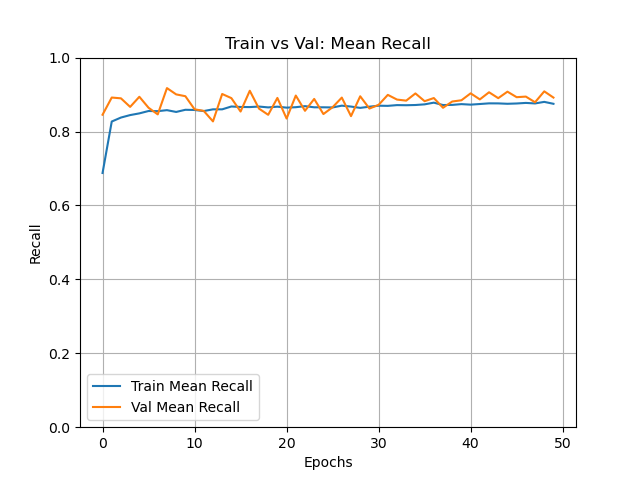 Train vs Val: Mean Recall
1.0
0.8
0.6
0.4
0.2
0.0
Recall
Train Mean Recall
Val Mean Recall
0 10 20 30 40 50
Epochs